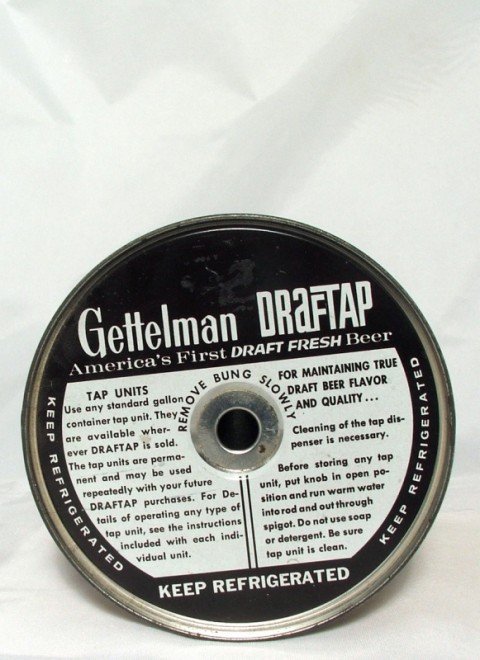 Gettelman DRAFTAP
America's First DRAFT FRESH Beer
REMOVE BUNG SLOWLY
TAP UNITS
Use any standard gallon
container tap unit. They
are available wher-
ever DRAFTAP is sold.
The tap units are perma-
nent and may be used
repeatedly with your future
DRAFTAP purchases. For De-
tails of operating any type of
tap unit, see the instructions
included with each indi-
vidual unit.
FOR MAINTAINING TRUE
DRAFT BEER FLAVOR
AND QUALITY...
Cleaning of the tap dis-
penser is necessary.
Before storing any tap
unit, put knob in open po-
sition and run warm water
into rod and out through
spigot. Do not use soap
or detergent. Be sure
tap unit is clean.
KEEP REFRIGERATED
KEEP REFRIGERATED
KEEP REFRIGERATED